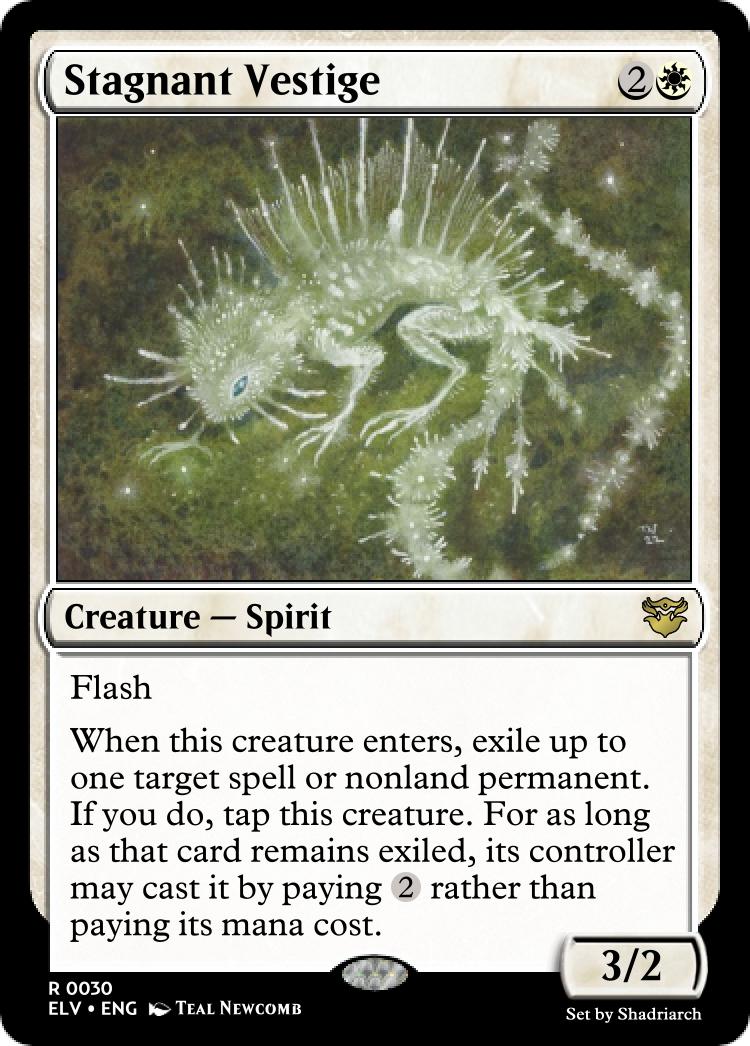 Stagnant Vestige 2
Creature — Spirit
Flash
When this creature enters, exile up to
one target spell or nonland permanent.
If you do, tap this creature. For as long
as that card remains exiled, its controller
may cast it by paying 2 rather than
paying its mana cost.
3/2
R 0030
ELV • ENG TEAL NEWCOMB
Set by Shadriarch